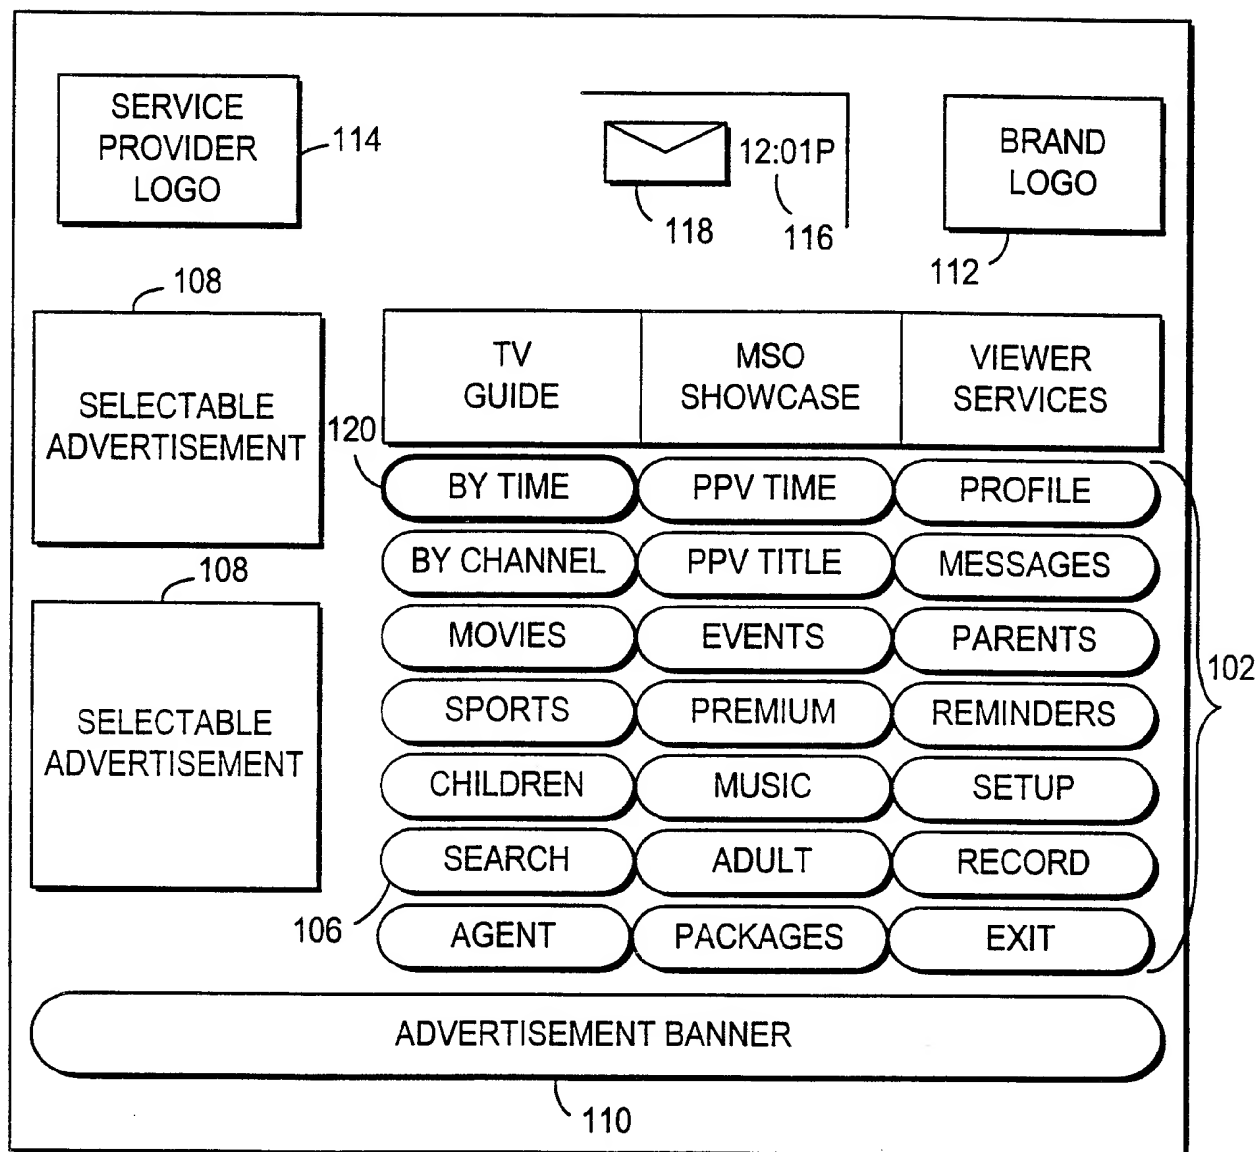 SERVICE
PROVIDER
LOGO
114
12:01P
118
116
BRAND
LOGO
112
108
SELECTABLE
ADVERTISEMENT
108
SELECTABLE
ADVERTISEMENT
TV
GUIDE
MSO
SHOWCASE
VIEWER
SERVICES
120
BY TIME
PPV TIME
PROFILE
BY CHANNEL
PPV TITLE
MESSAGES
MOVIES
EVENTS
PARENTS
102
SPORTS
PREMIUM
REMINDERS
CHILDREN
MUSIC
SETUP
SEARCH
ADULT
RECORD
106
AGENT
PACKAGES
EXIT
ADVERTISEMENT BANNER
110